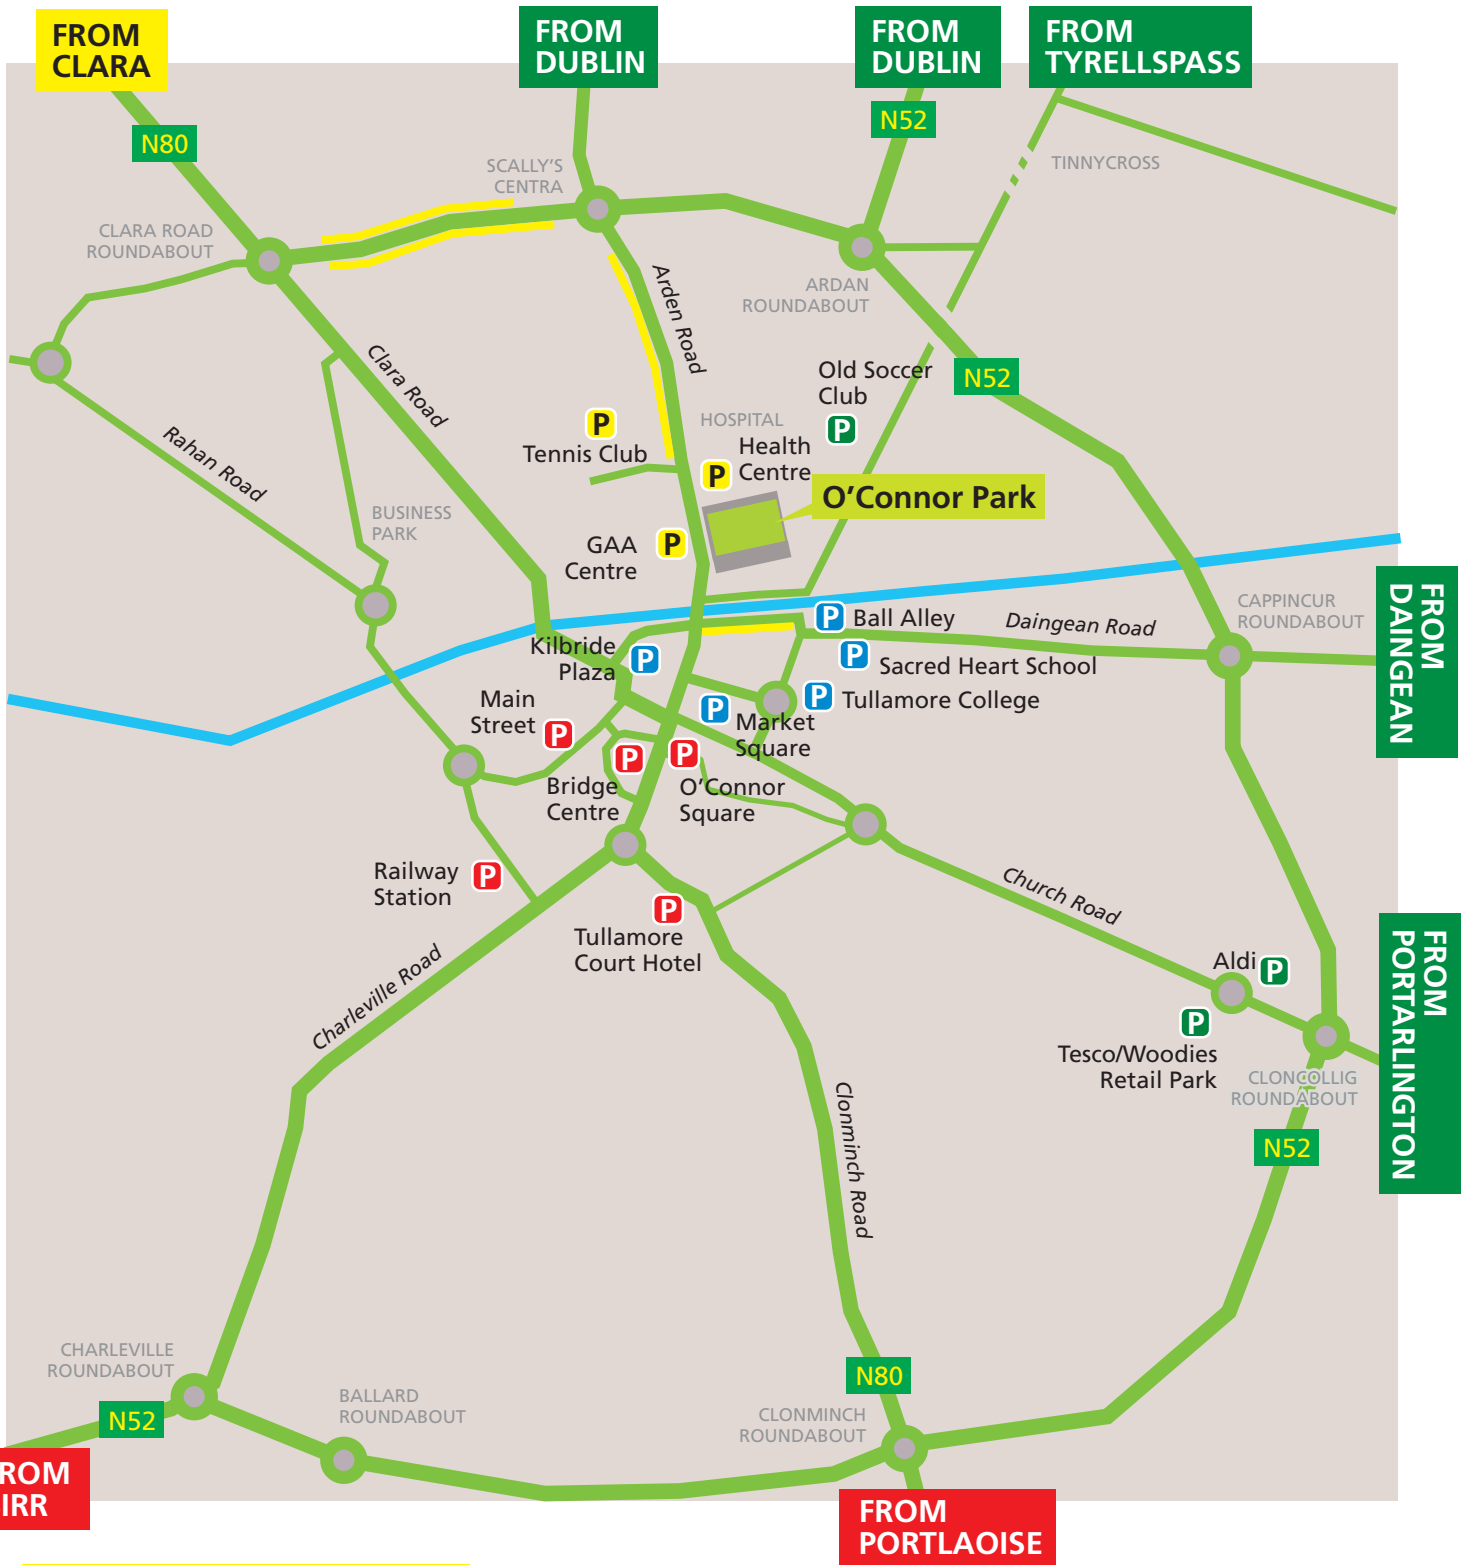 FROM
CLARA
FROM
DUBLIN
FROM
DUBLIN
FROM
TYRELLSPASS
N80
N52
SCALLY'S
CENTRA
TINNYCROSS
CLARA ROAD
ROUNDABOUT
ARDAN
ROUNDABOUT
Arden Road
Clara Road
Old Soccer
Club
P
N52
Rahan Road
P
Tennis Club
HOSPITAL
Health
Centre
P
O'Connor Park
BUSINESS
PARK
GAA
Centre
P
FROM
DAINGEAN
CAPPINCUR
ROUNDABOUT
P
Ball Alley
Daingean Road
Kilbride
Plaza
P
P
Sacred Heart School
Main
Street
P
P
Tullamore College
P
Market
Square
P
Bridge
Centre
P
O'Connor
Square
Railway
Station
P
P
Tullamore
Court Hotel
Church Road
Charleville Road
Aldi
P
P
Tesco/Woodies
Retail Park
FROM
PORTARLINGTON
CLONCOLLIG
ROUNDABOUT
N52
Clonminch Road
CHARLEVILLE
ROUNDABOUT
N52
BALLARD
ROUNDABOUT
N80
CLONMINCH
ROUNDABOUT
ROM
IRR
FROM
PORTLAOISE